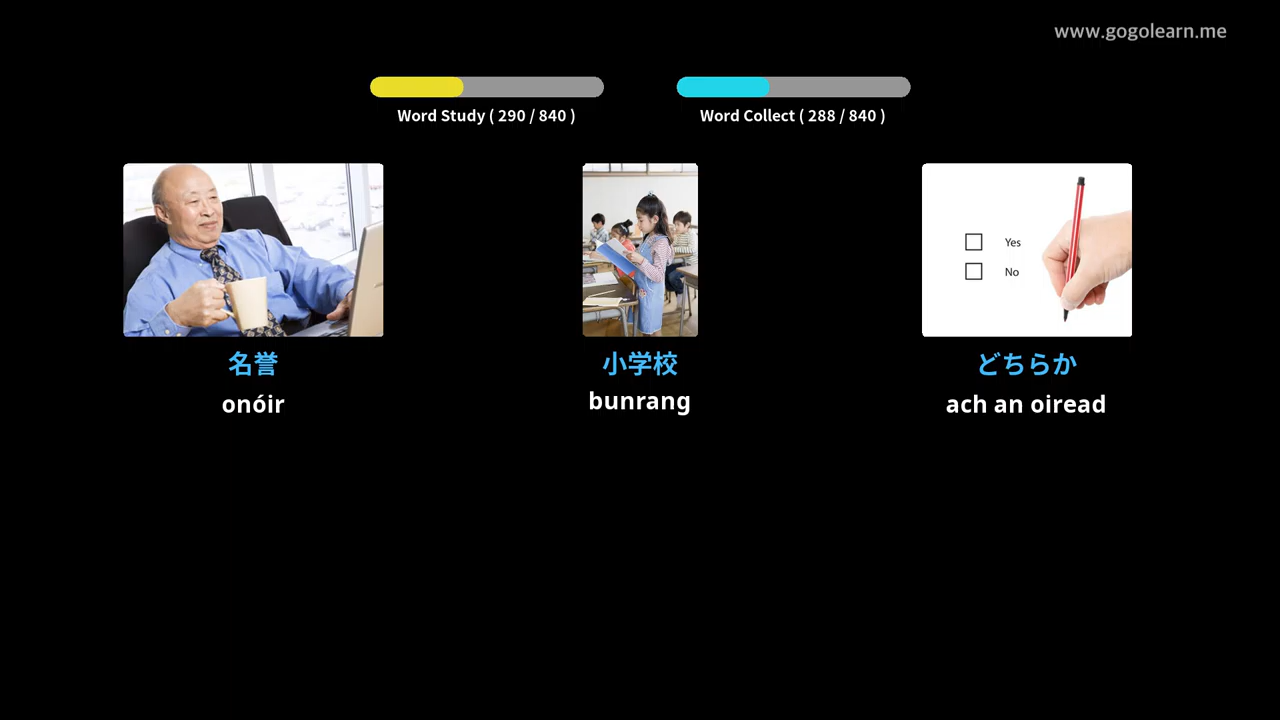 www.gogolearn.me
Word Study ( 290 / 840 )
Word Collect ( 288 / 840 )
Yes
No
名誉
小学校
どちらか
onóir
bunrang
ach an oiread